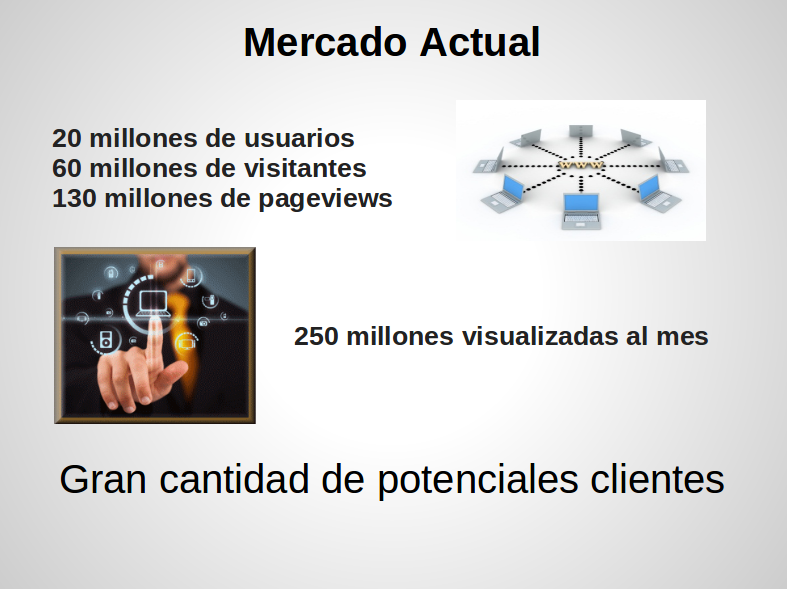 Mercado Actual
20 millones de usuarios
60 millones de visitantes
130 millones de pageviews
WWW
250 millones visualizadas al mes
Gran cantidad de potenciales clientes